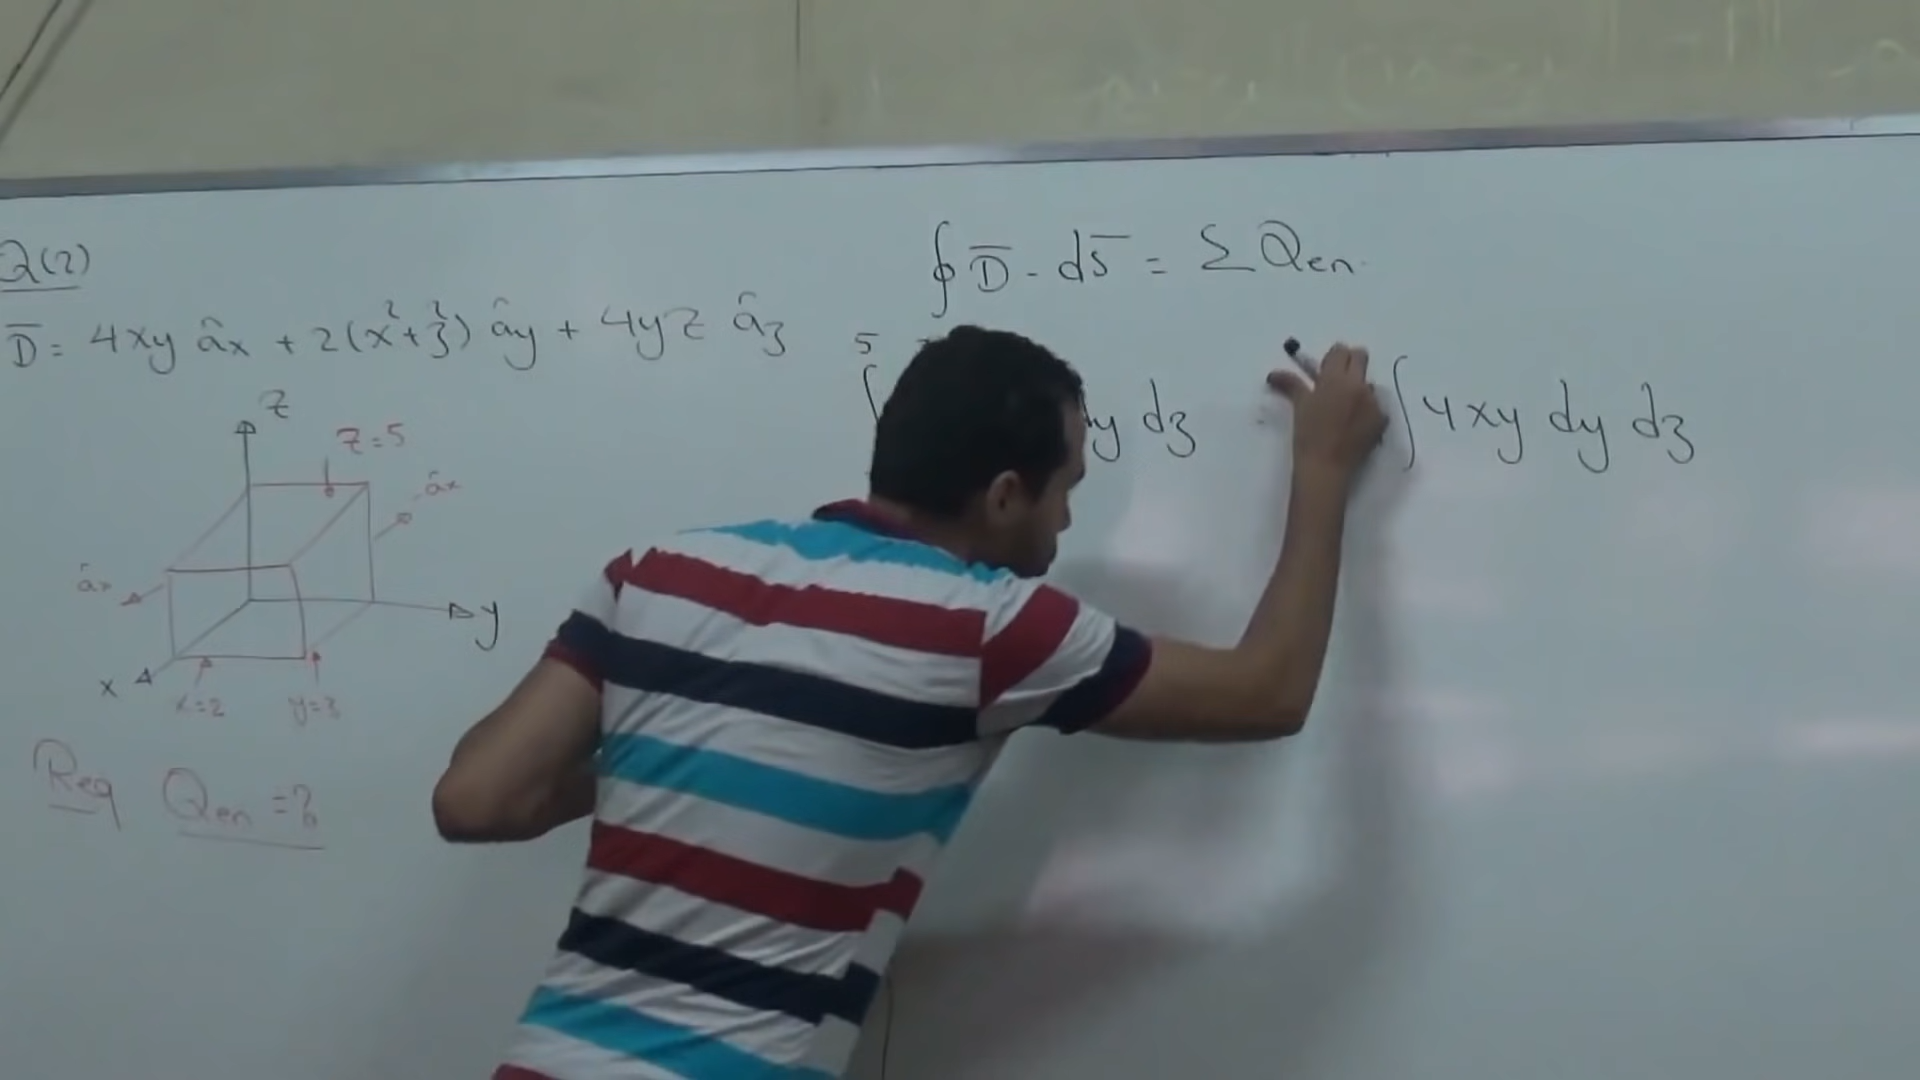 Q(2)
D̅ = 4xy âx + 2(x²+z²) ây + 4yz âz
z
z=5
âx
âx
y
x
x=2
y=3
Req Qen =?
∮ D̅ - dS̅ = Σ Qen
5
∫ dy dz
∫ 4xy dy dz